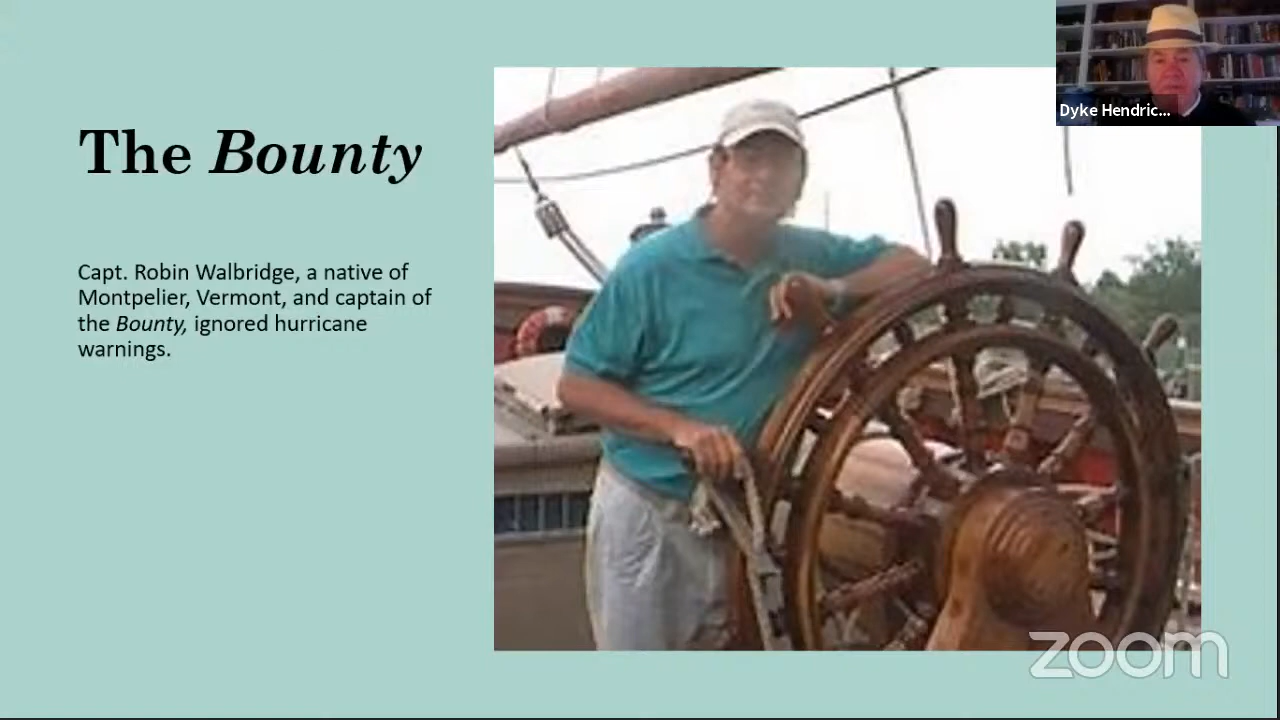 Dyke Hendric...
The Bounty
Capt. Robin Walbridge, a native of
Montpelier, Vermont, and captain of
the Bounty, ignored hurricane
warnings.
zoom